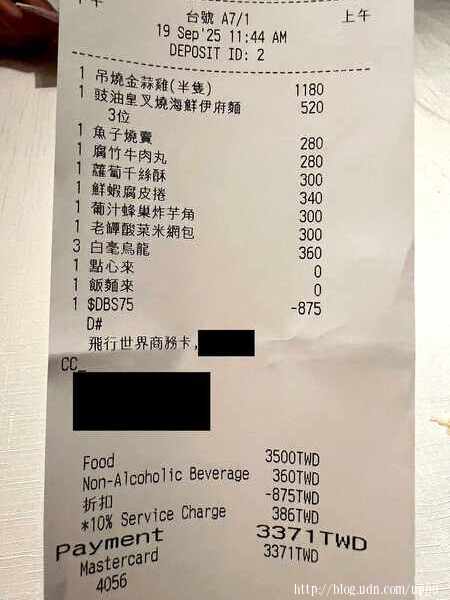 台號 A7/1 上午
19 Sep'25 11:44 AM
DEPOSIT ID: 2
1 吊燒金蒜雞(半隻) 1180
1 豉油皇叉燒海鮮伊府麵 520
3位
1 魚子燒賣 280
1 腐竹牛肉丸 280
1 蘿蔔千絲酥 300
1 鮮蝦腐皮捲 340
1 葡汁蜂巢炸芋角 300
1 老罈酸菜米網包 300
3 白毫烏龍 360
1 點心來 0
1 飯麵來 0
1 $DBS75 -875
D#
飛行世界商務卡,
CC_
Food 3500TWD
Non-Alcoholic Beverage 360TWD
折扣 -875TWD
*10% Service Charge 386TWD
Payment 3371TWD
Mastercard 3371TWD
4056